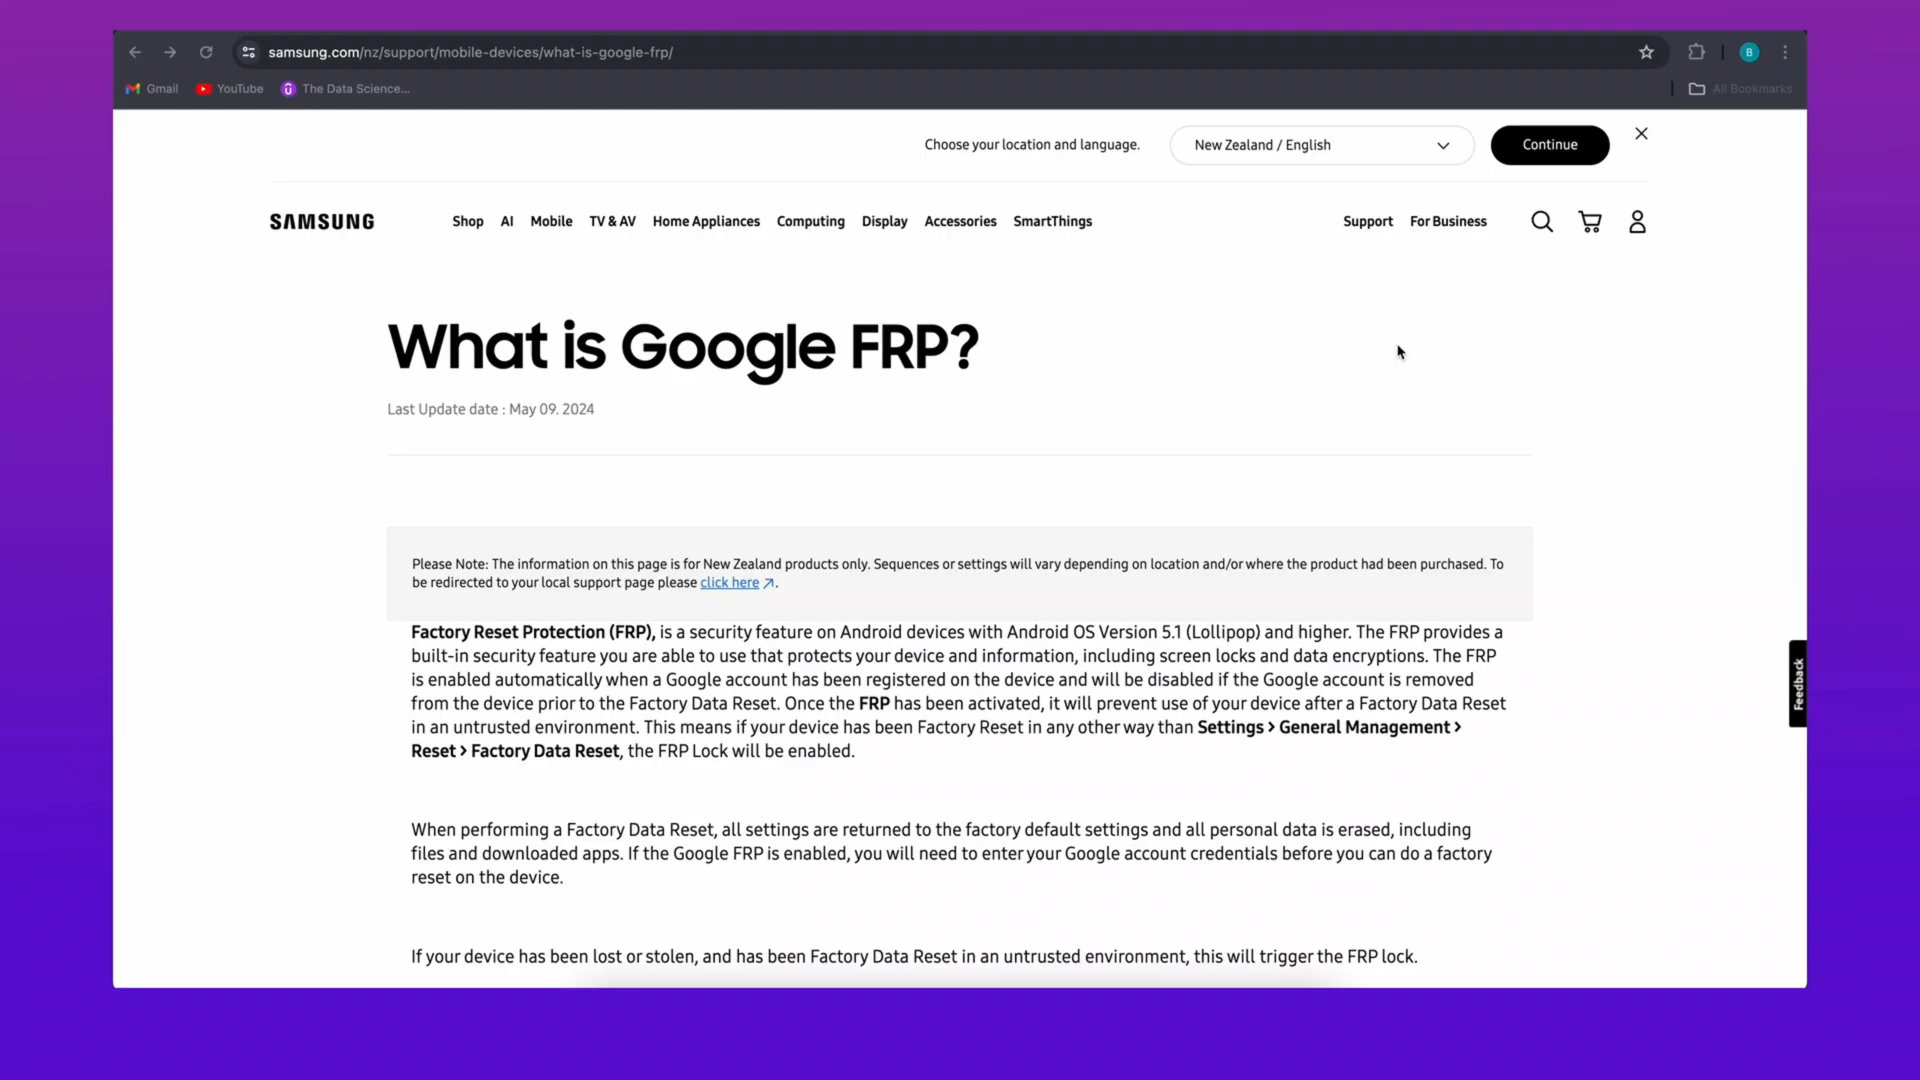 samsung.com/nz/support/mobile-devices/what-is-google-frp/
B
Gmail YouTube The Data Science... All Bookmarks
Choose your location and language. New Zealand / English Continue
SAMSUNG Shop AI Mobile TV & AV Home Appliances Computing Display Accessories SmartThings Support For Business
What is Google FRP?
Last Update date : May 09. 2024
Please Note: The information on this page is for New Zealand products only. Sequences or settings will vary depending on location and/or where the product had been purchased. To
be redirected to your local support page please click here ↗.
Factory Reset Protection (FRP), is a security feature on Android devices with Android OS Version 5.1 (Lollipop) and higher. The FRP provides a
built-in security feature you are able to use that protects your device and information, including screen locks and data encryptions. The FRP
is enabled automatically when a Google account has been registered on the device and will be disabled if the Google account is removed
from the device prior to the Factory Data Reset. Once the FRP has been activated, it will prevent use of your device after a Factory Data Reset
in an untrusted environment. This means if your device has been Factory Reset in any other way than Settings > General Management >
Reset > Factory Data Reset, the FRP Lock will be enabled.
Feedback
When performing a Factory Data Reset, all settings are returned to the factory default settings and all personal data is erased, including
files and downloaded apps. If the Google FRP is enabled, you will need to enter your Google account credentials before you can do a factory
reset on the device.
If your device has been lost or stolen, and has been Factory Data Reset in an untrusted environment, this will trigger the FRP lock.